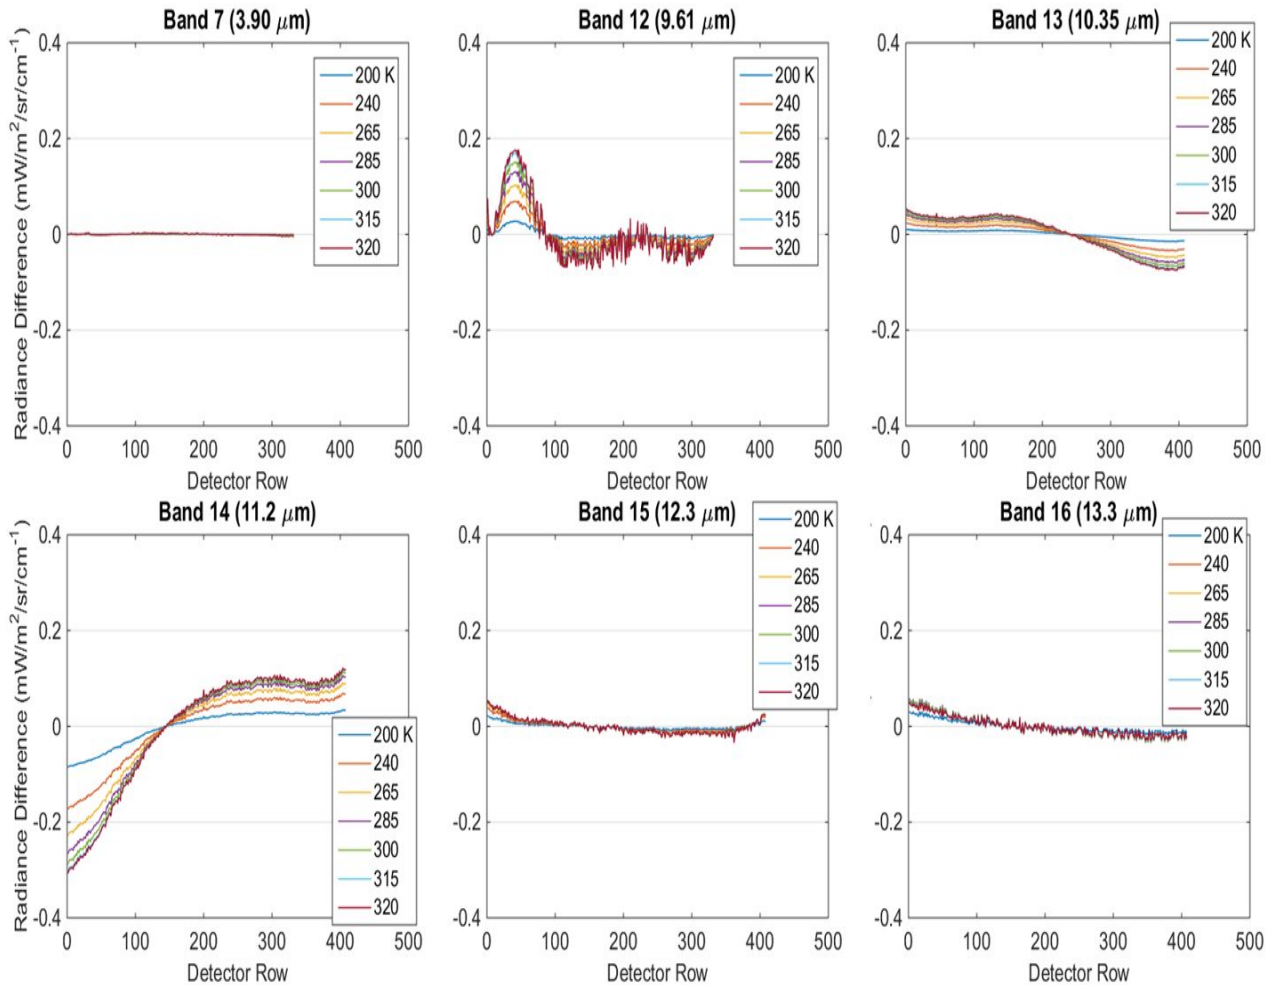 Band 7 (3.90 μm)
Radiance Difference (mW/m²/sr/cm⁻¹)
0.4
0.2
0
-0.2
-0.4
0 100 200 300 400 500
Detector Row
200 K
240
265
285
300
315
320
Band 12 (9.61 μm)
0.4
0.2
0
-0.2
-0.4
0 100 200 300 400 500
Detector Row
200 K
240
265
285
300
315
320
Band 13 (10.35 μm)
0.4
0.2
0
-0.2
-0.4
0 100 200 300 400 500
Detector Row
200 K
240
265
285
300
315
320
Band 14 (11.2 μm)
Radiance Difference (mW/m²/sr/cm⁻¹)
0.4
0.2
0
-0.2
-0.4
0 100 200 300 400 500
Detector Row
200 K
240
265
285
300
315
320
Band 15 (12.3 μm)
0.4
0.2
0
-0.2
-0.4
0 100 200 300 400 500
Detector Row
200 K
240
265
285
300
315
320
Band 16 (13.3 μm)
0.4
0.2
0
-0.2
-0.4
0 100 200 300 400 500
Detector Row
200 K
240
265
285
300
315
320